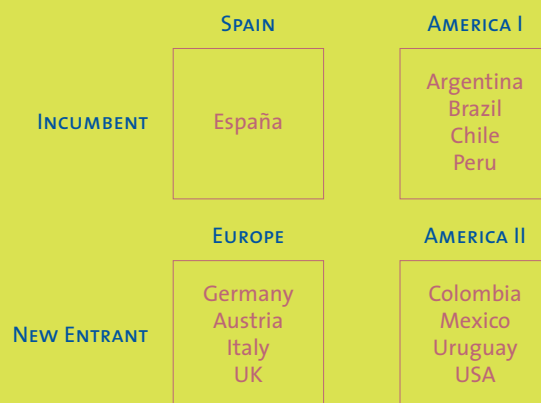 SPAIN
AMERICA I
INCUMBENT
España
Argentina
Brazil
Chile
Peru
EUROPE
AMERICA II
NEW ENTRANT
Germany
Austria
Italy
UK
Colombia
Mexico
Uruguay
USA